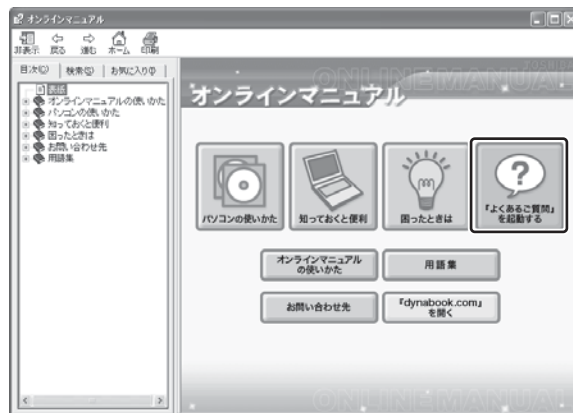 オンラインマニュアル
非表示 戻る 進む ホーム 印刷
目次(C) 検索(S) お気に入り(I)
表紙
オンラインマニュアルの使いかた
パソコンの使いかた
知っておくと便利
困ったときは
お問い合わせ先
用語集
TOSHIBA
ONLINE MANUAL
オンラインマニュアル
パソコンの使いかた
知っておくと便利
困ったときは
『よくあるご質問』
を起動する
オンラインマニュアル
の使いかた
用語集
お問い合わせ先
『dynabook.com』
を開く
ONLINE MANUAL